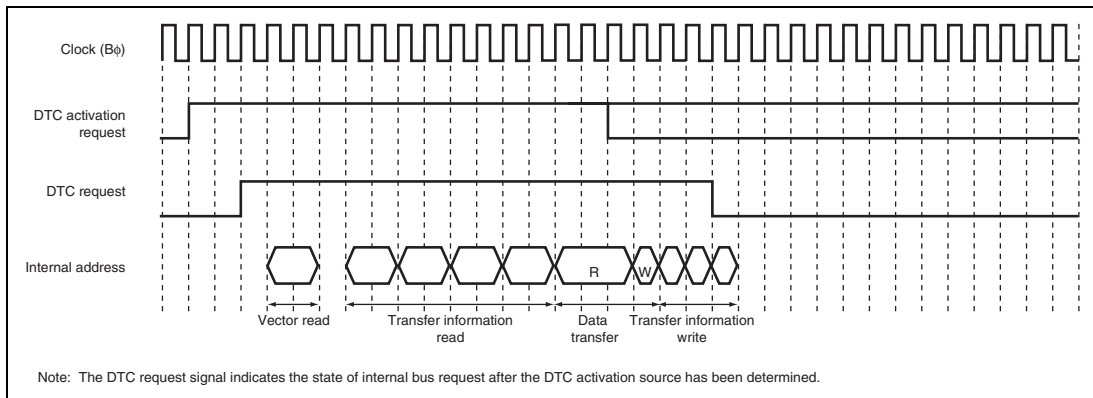 Clock (Bϕ)
DTC activation
request
DTC request
Internal address
R
W
Vector read
Transfer information
read
Data
transfer
Transfer information
write
Note: The DTC request signal indicates the state of internal bus request after the DTC activation source has been determined.